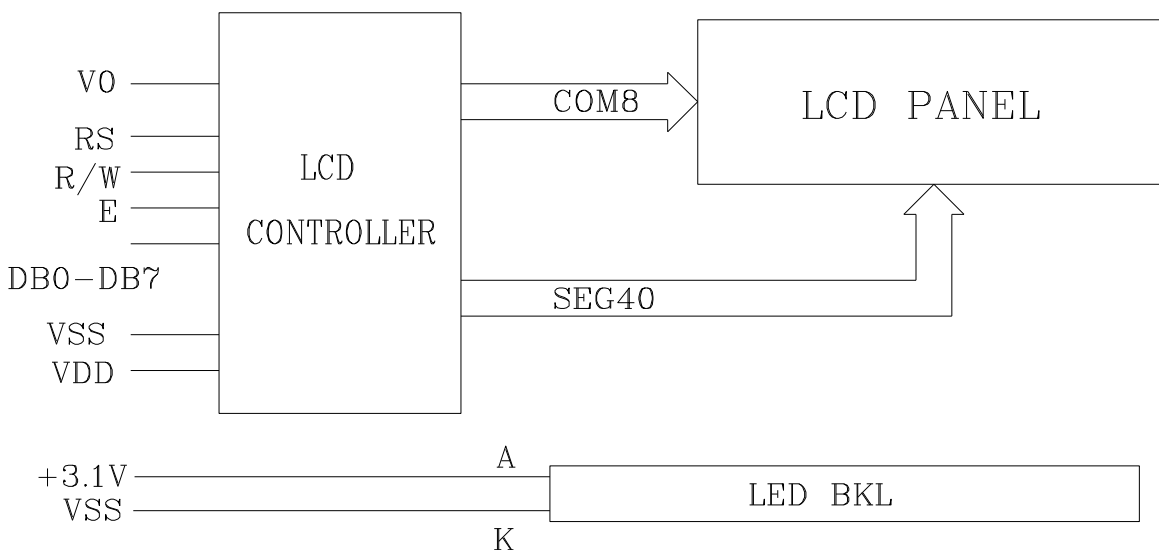 V0
RS
R/W
E
DB0-DB7
VSS
VDD
LCD
CONTROLLER
COM8
SEG40
LCD PANEL
+3.1V
VSS
A
K
LED BKL